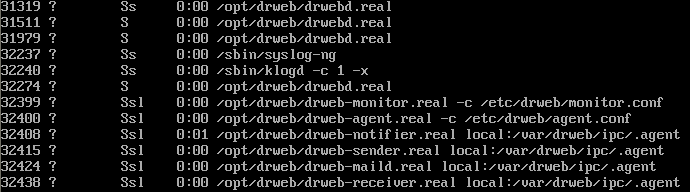 31319 ? Ss 0:00 /opt/drweb/drwebd.real
31511 ? S 0:00 /opt/drweb/drwebd.real
31979 ? S 0:00 /opt/drweb/drwebd.real
32237 ? Ss 0:00 /sbin/syslog-ng
32240 ? Ss 0:00 /sbin/klogd -c 1 -x
32274 ? S 0:00 /opt/drweb/drwebd.real
32399 ? Ssl 0:00 /opt/drweb/drweb-monitor.real -c /etc/drweb/monitor.conf
32400 ? Ssl 0:00 /opt/drweb/drweb-agent.real -c /etc/drweb/agent.conf
32408 ? Ssl 0:01 /opt/drweb/drweb-notifier.real local:/var/drweb/ipc/.agent
32415 ? Ssl 0:00 /opt/drweb/drweb-sender.real local:/var/drweb/ipc/.agent
32424 ? Ssl 0:00 /opt/drweb/drweb-maild.real local:/var/drweb/ipc/.agent
32438 ? Ssl 0:00 /opt/drweb/drweb-receiver.real local:/var/drweb/ipc/.agent